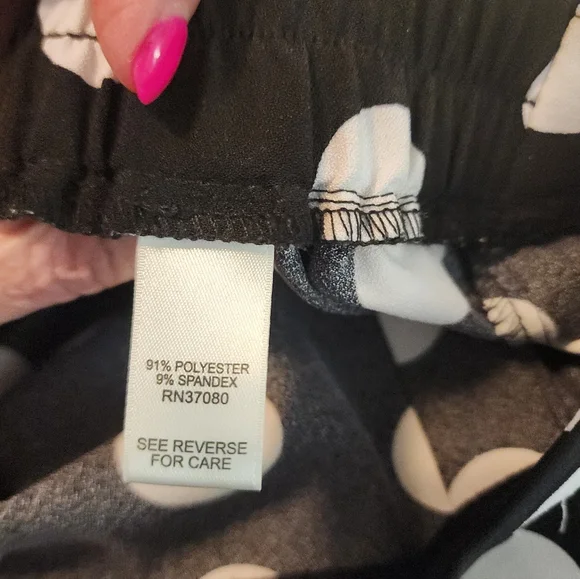 91% POLYESTER
9% SPANDEX
RN37080
SEE REVERSE
FOR CARE